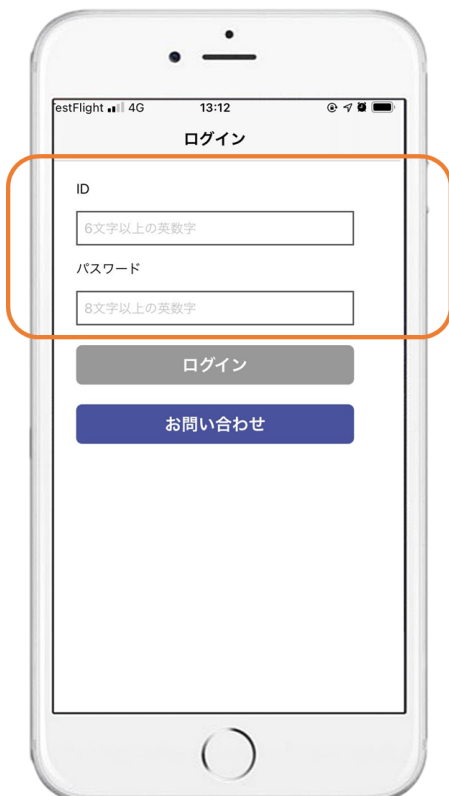 estFlight 4G 13:12
ログイン
ID
6文字以上の英数字
パスワード
8文字以上の英数字
ログイン
お問い合わせ